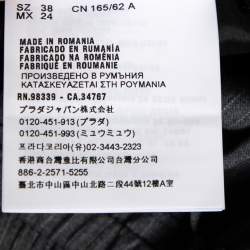 SZ 38 CN 165/62 A
MX 24
MADE IN ROMANIA
FABRICADO EN RUMANÍA
FABRICADO NA ROMÉNIA
FABRIQUÉ EN ROUMANIE
ПРОИЗВЕДЕНО В РУМЪНИЯ
ΚΑΤΑΣΚΕΥΑΖΕΤΑΙ ΣΤΗ ΡΟΥΜΑΝΙΑ
RN.98339 - CA.34767
プラダジャパン株式会社
0120-451-913 (プラダ)
0120-451-993 (ミュウミュウ)
프라다코리아(유) 02-3443-2323
香港商台灣普比有限公司台灣分公司
886-2-2571-5255
臺北市中山區中山北路二段44號12樓A室